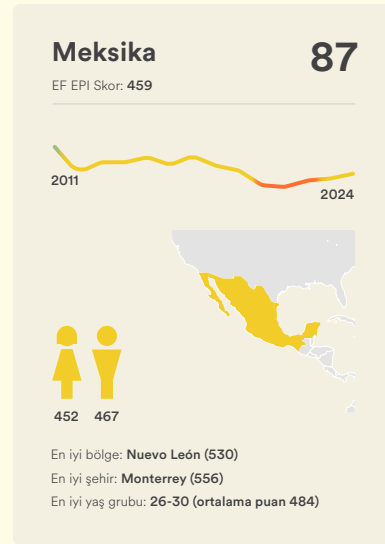 Meksika 87
EF EPI Skor: 459
2011
2024
452 467
En iyi bölge: Nuevo León (530)
En iyi şehir: Monterrey (556)
En iyi yaş grubu: 26-30 (ortalama puan 484)